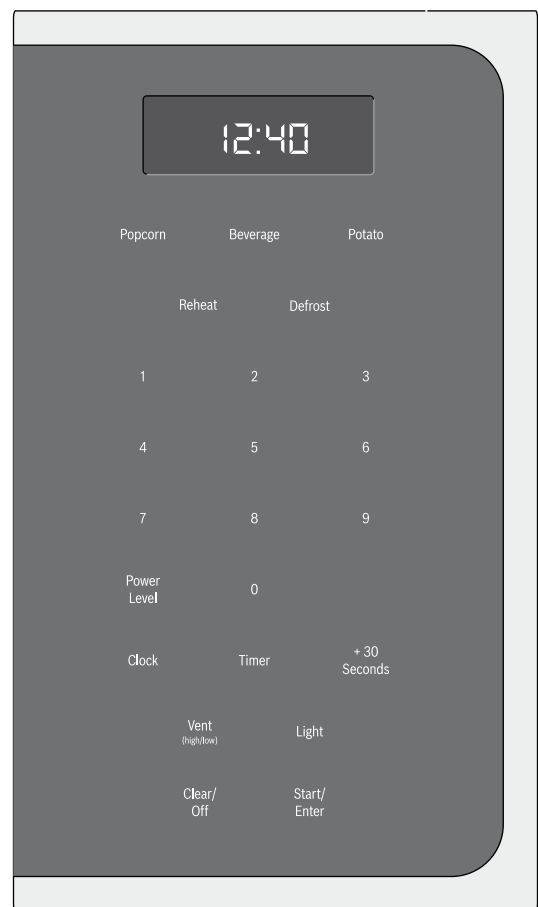 12:40
Popcorn Beverage Potato
Reheat Defrost
1 2 3
4 5 6
7 8 9
Power
Level
0
Clock Timer
+ 30
Seconds
Vent
(high/low)
Light
Clear/
Off
Start/
Enter